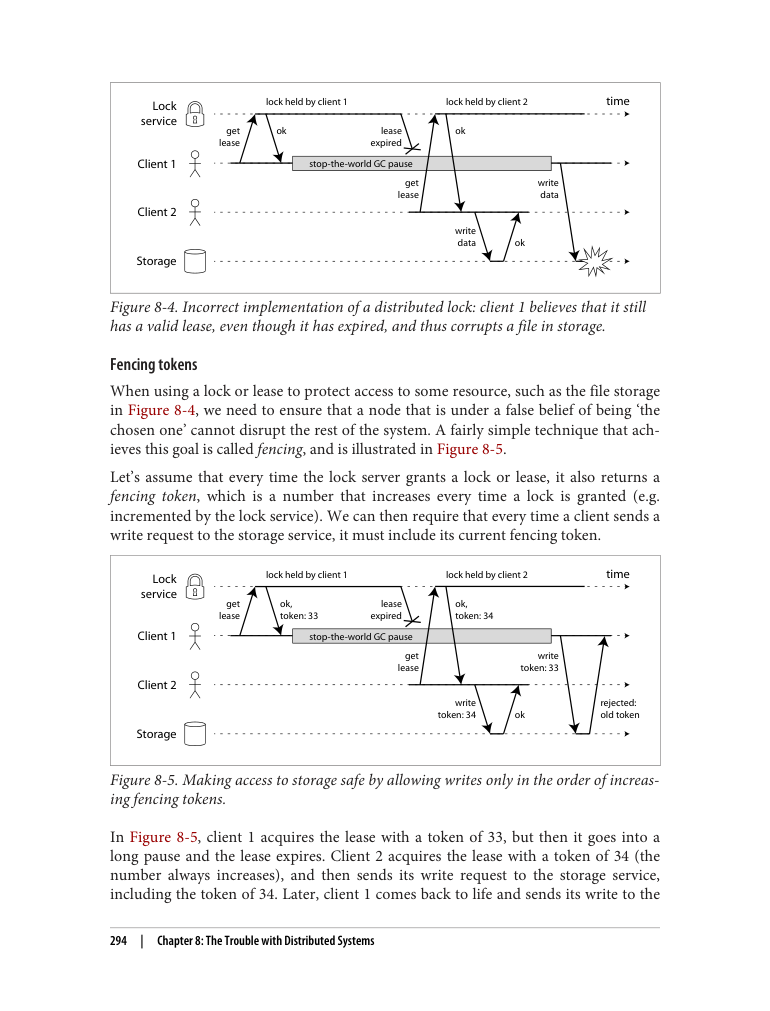 lock held by client 1 lock held by client 2 time
Lock
service
get
lease
ok
lease
expired
ok
Client 1
stop-the-world GC pause
get
lease
write
data
Client 2
write
data
ok
Storage
Figure 8-4. Incorrect implementation of a distributed lock: client 1 believes that it still
has a valid lease, even though it has expired, and thus corrupts a file in storage.
Fencing tokens
When using a lock or lease to protect access to some resource, such as the file storage
in Figure 8-4, we need to ensure that a node that is under a false belief of being ‘the
chosen one’ cannot disrupt the rest of the system. A fairly simple technique that ach-
ieves this goal is called fencing, and is illustrated in Figure 8-5.
Let’s assume that every time the lock server grants a lock or lease, it also returns a
fencing token, which is a number that increases every time a lock is granted (e.g.
incremented by the lock service). We can then require that every time a client sends a
write request to the storage service, it must include its current fencing token.
lock held by client 1 lock held by client 2 time
Lock
service
get
lease
ok,
token: 33
lease
expired
ok,
token: 34
Client 1
stop-the-world GC pause
get
lease
write
token: 33
Client 2
write
token: 34
ok
rejected:
old token
Storage
Figure 8-5. Making access to storage safe by allowing writes only in the order of increas-
ing fencing tokens.
In Figure 8-5, client 1 acquires the lease with a token of 33, but then it goes into a
long pause and the lease expires. Client 2 acquires the lease with a token of 34 (the
number always increases), and then sends its write request to the storage service,
including the token of 34. Later, client 1 comes back to life and sends its write to the
294 | Chapter 8: The Trouble with Distributed Systems